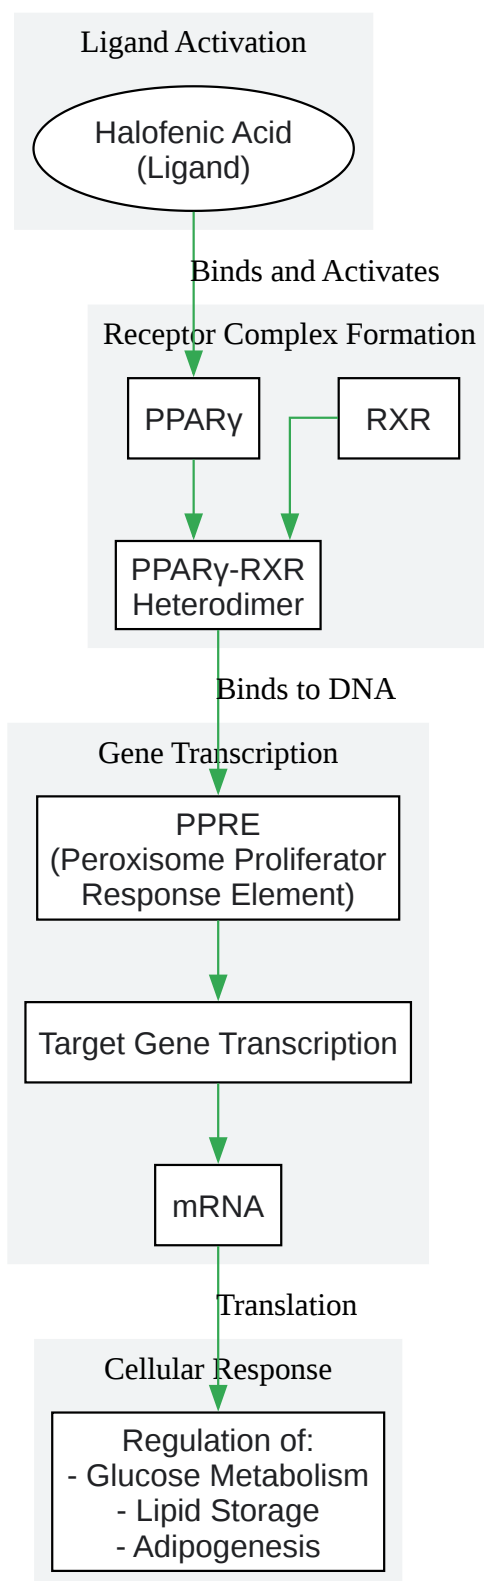 Ligand Activation
Halofenic Acid
(Ligand)
Binds and Activates
Receptor Complex Formation
PPARγ
RXR
PPARγ-RXR
Heterodimer
Binds to DNA
Gene Transcription
PPRE
(Peroxisome Proliferator
Response Element)
Target Gene Transcription
mRNA
Translation
Cellular Response
Regulation of:
- Glucose Metabolism
- Lipid Storage
- Adipogenesis